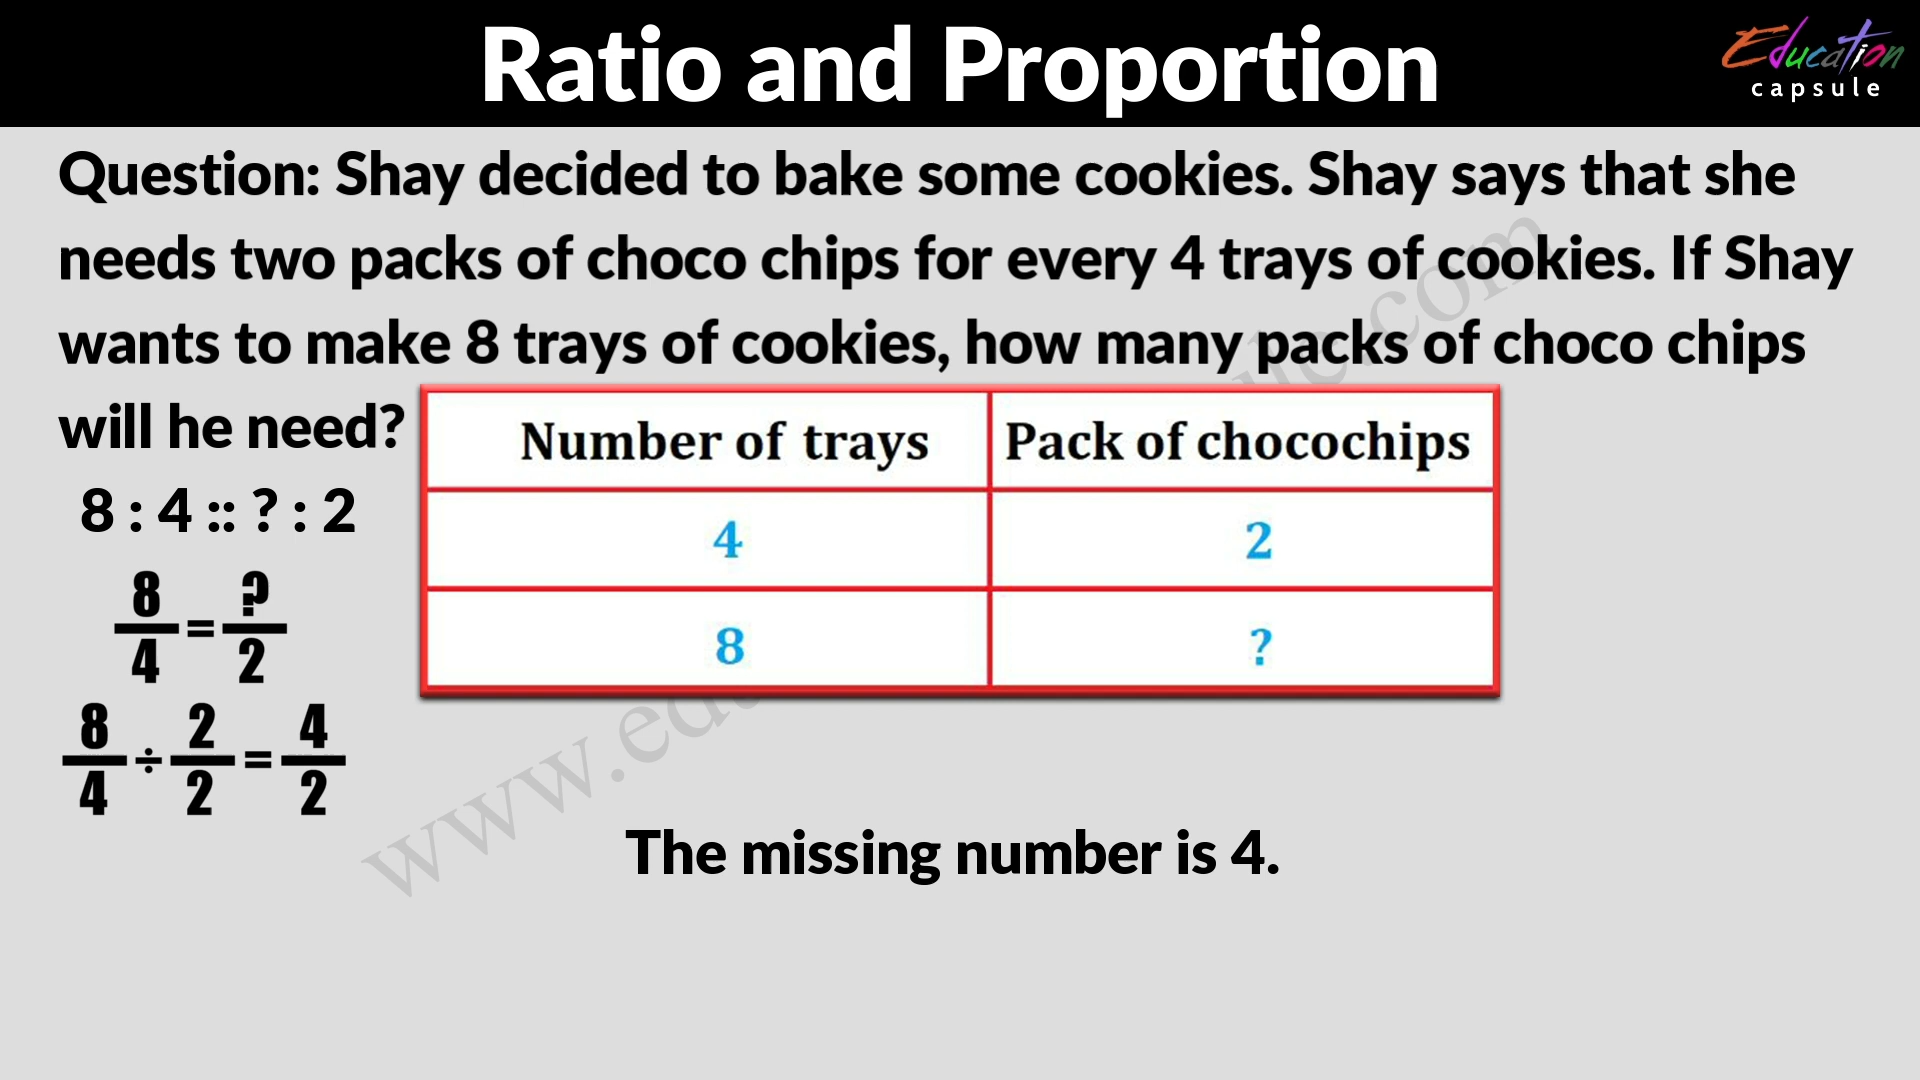 Ratio and Proportion
Education
capsule
Question: Shay decided to bake some cookies. Shay says that she
needs two packs of choco chips for every 4 trays of cookies. If Shay
wants to make 8 trays of cookies, how many packs of choco chips
will he need?
Number of trays Pack of chocochips
4 2
8 ?
8 : 4 :: ? : 2
8/4 = ?/2
8/4 ÷ 2/2 = 4/2
The missing number is 4.